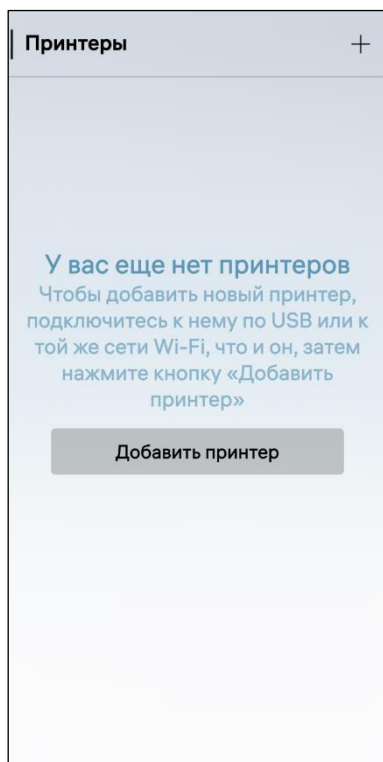 Принтеры
У вас еще нет принтеров
Чтобы добавить новый принтер,
подключитесь к нему по USB или к
той же сети Wi-Fi, что и он, затем
нажмите кнопку «Добавить
принтер»
Добавить принтер